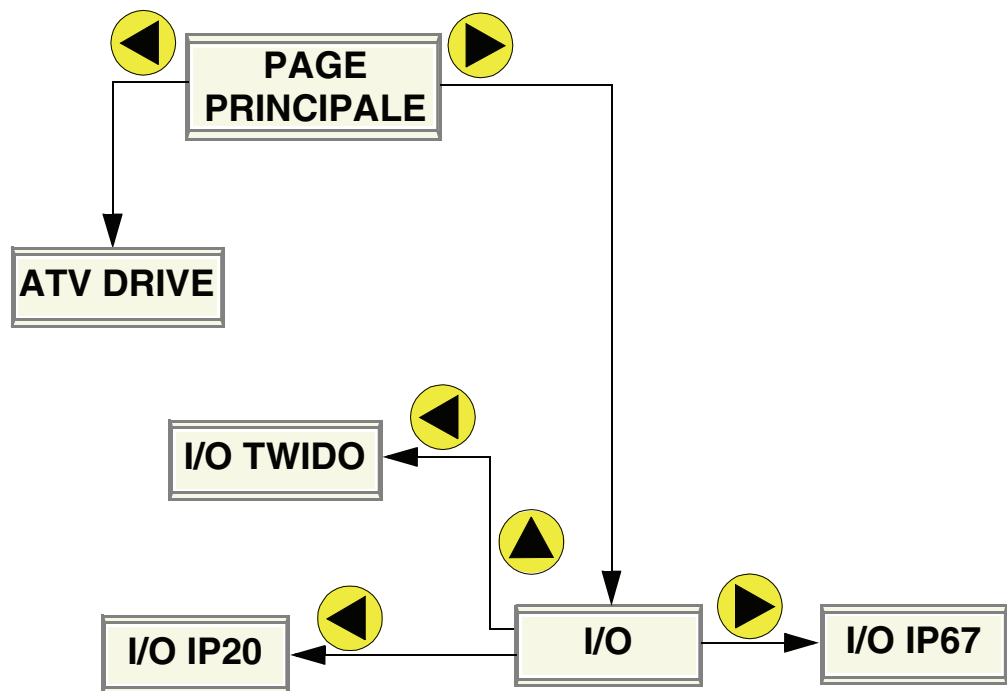 PAGE
PRINCIPALE
ATV DRIVE
I/O TWIDO
I/O IP20
I/O
I/O IP67